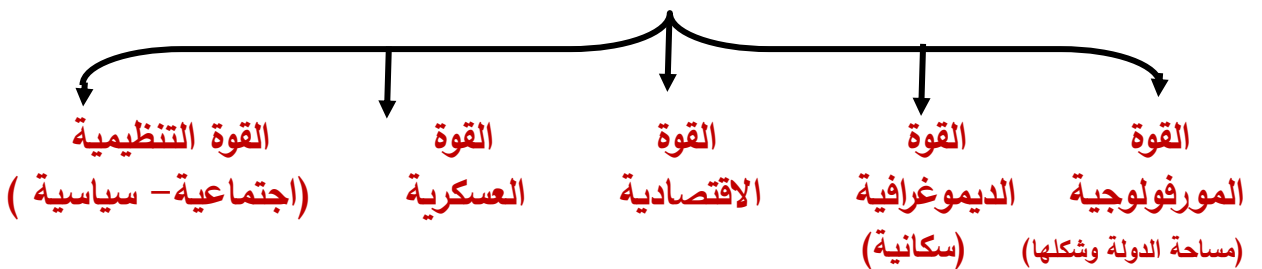 القوة
المورفولوجية
(مساحة الدولة وشكلها)
القوة
الديموغرافية
(سكانية)
القوة
الاقتصادية
القوة
العسكرية
القوة التنظيمية
(اجتماعية- سياسية )